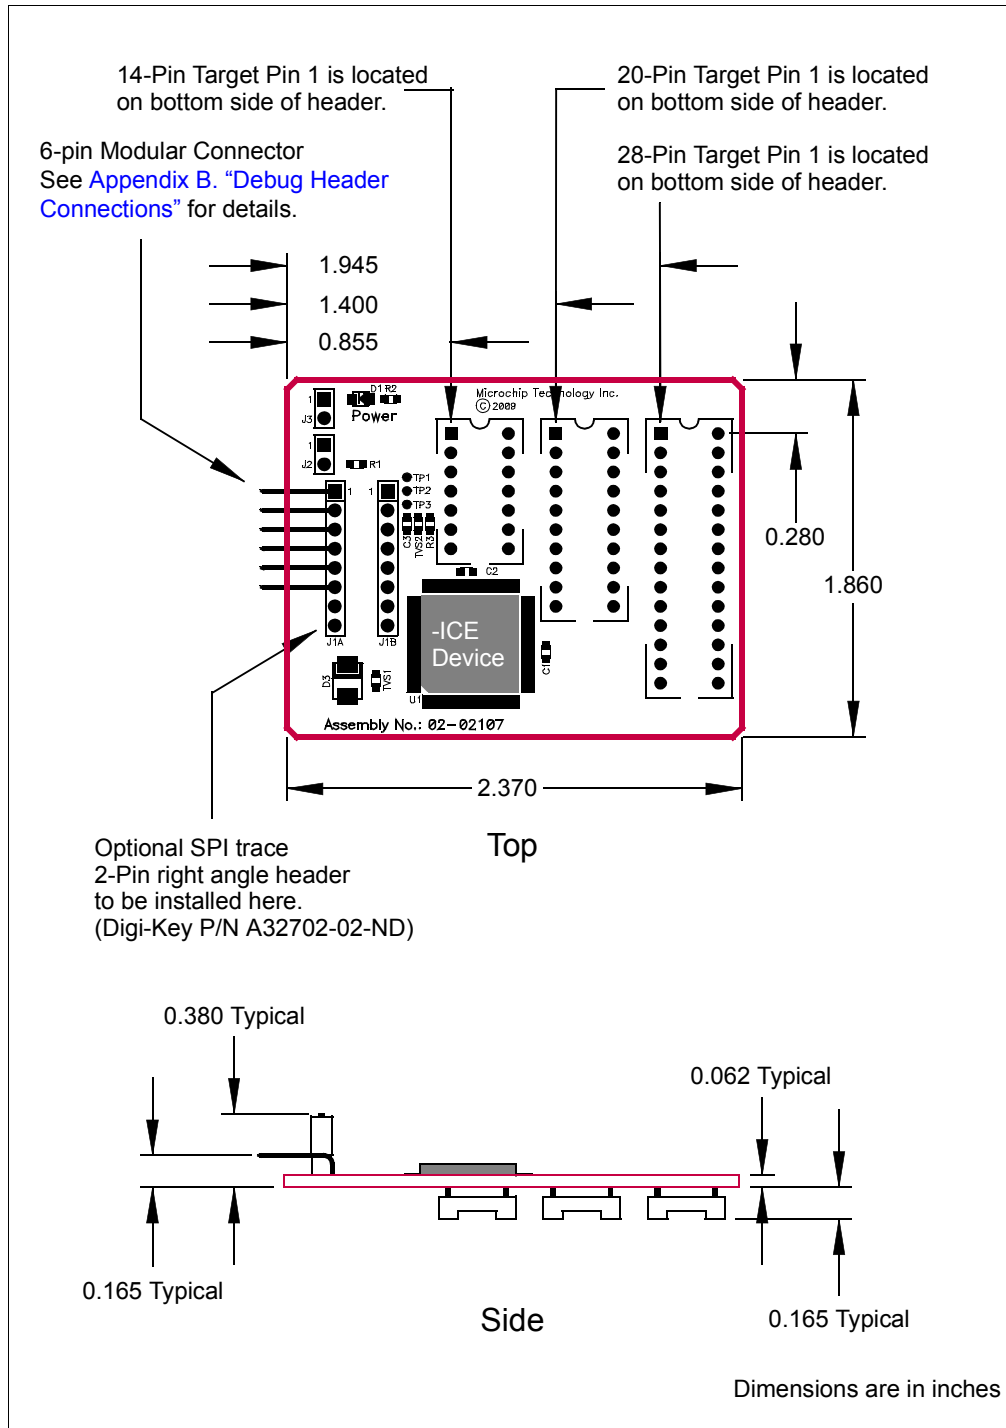 14-Pin Target Pin 1 is located
on bottom side of header.
20-Pin Target Pin 1 is located
on bottom side of header.
6-pin Modular Connector
See Appendix B. “Debug Header
Connections” for details.
28-Pin Target Pin 1 is located
on bottom side of header.
1.945
1.400
0.855
D1 R2
Microchip Technology Inc.
© 2009
1
J3
Power
1
J2
R1
1
1
TP1
TP2
TP3
C3
TVS2
R3
C2
0.280
1.860
-ICE
Device
J1A
J1B
D3
TVS1
U1
C1
Assembly No.: 02-02107
2.370
Top
Optional SPI trace
2-Pin right angle header
to be installed here.
(Digi-Key P/N A32702-02-ND)
0.380 Typical
0.062 Typical
0.165 Typical
0.165 Typical
Side
Dimensions are in inches